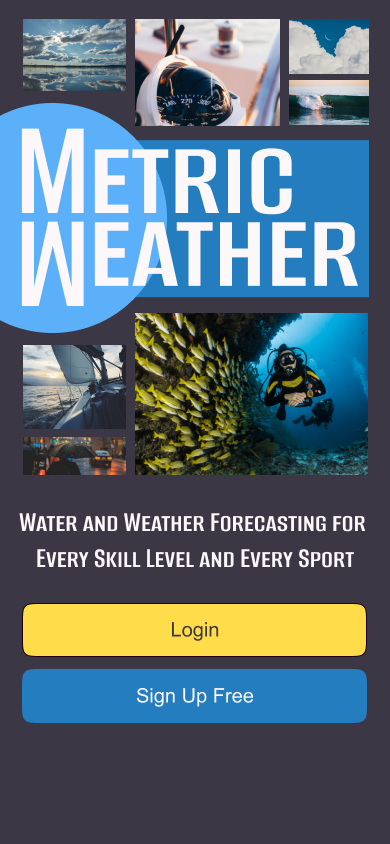 METRIC
WEATHER
WATER AND WEATHER FORECASTING FOR
EVERY SKILL LEVEL AND EVERY SPORT
Login
Sign Up Free